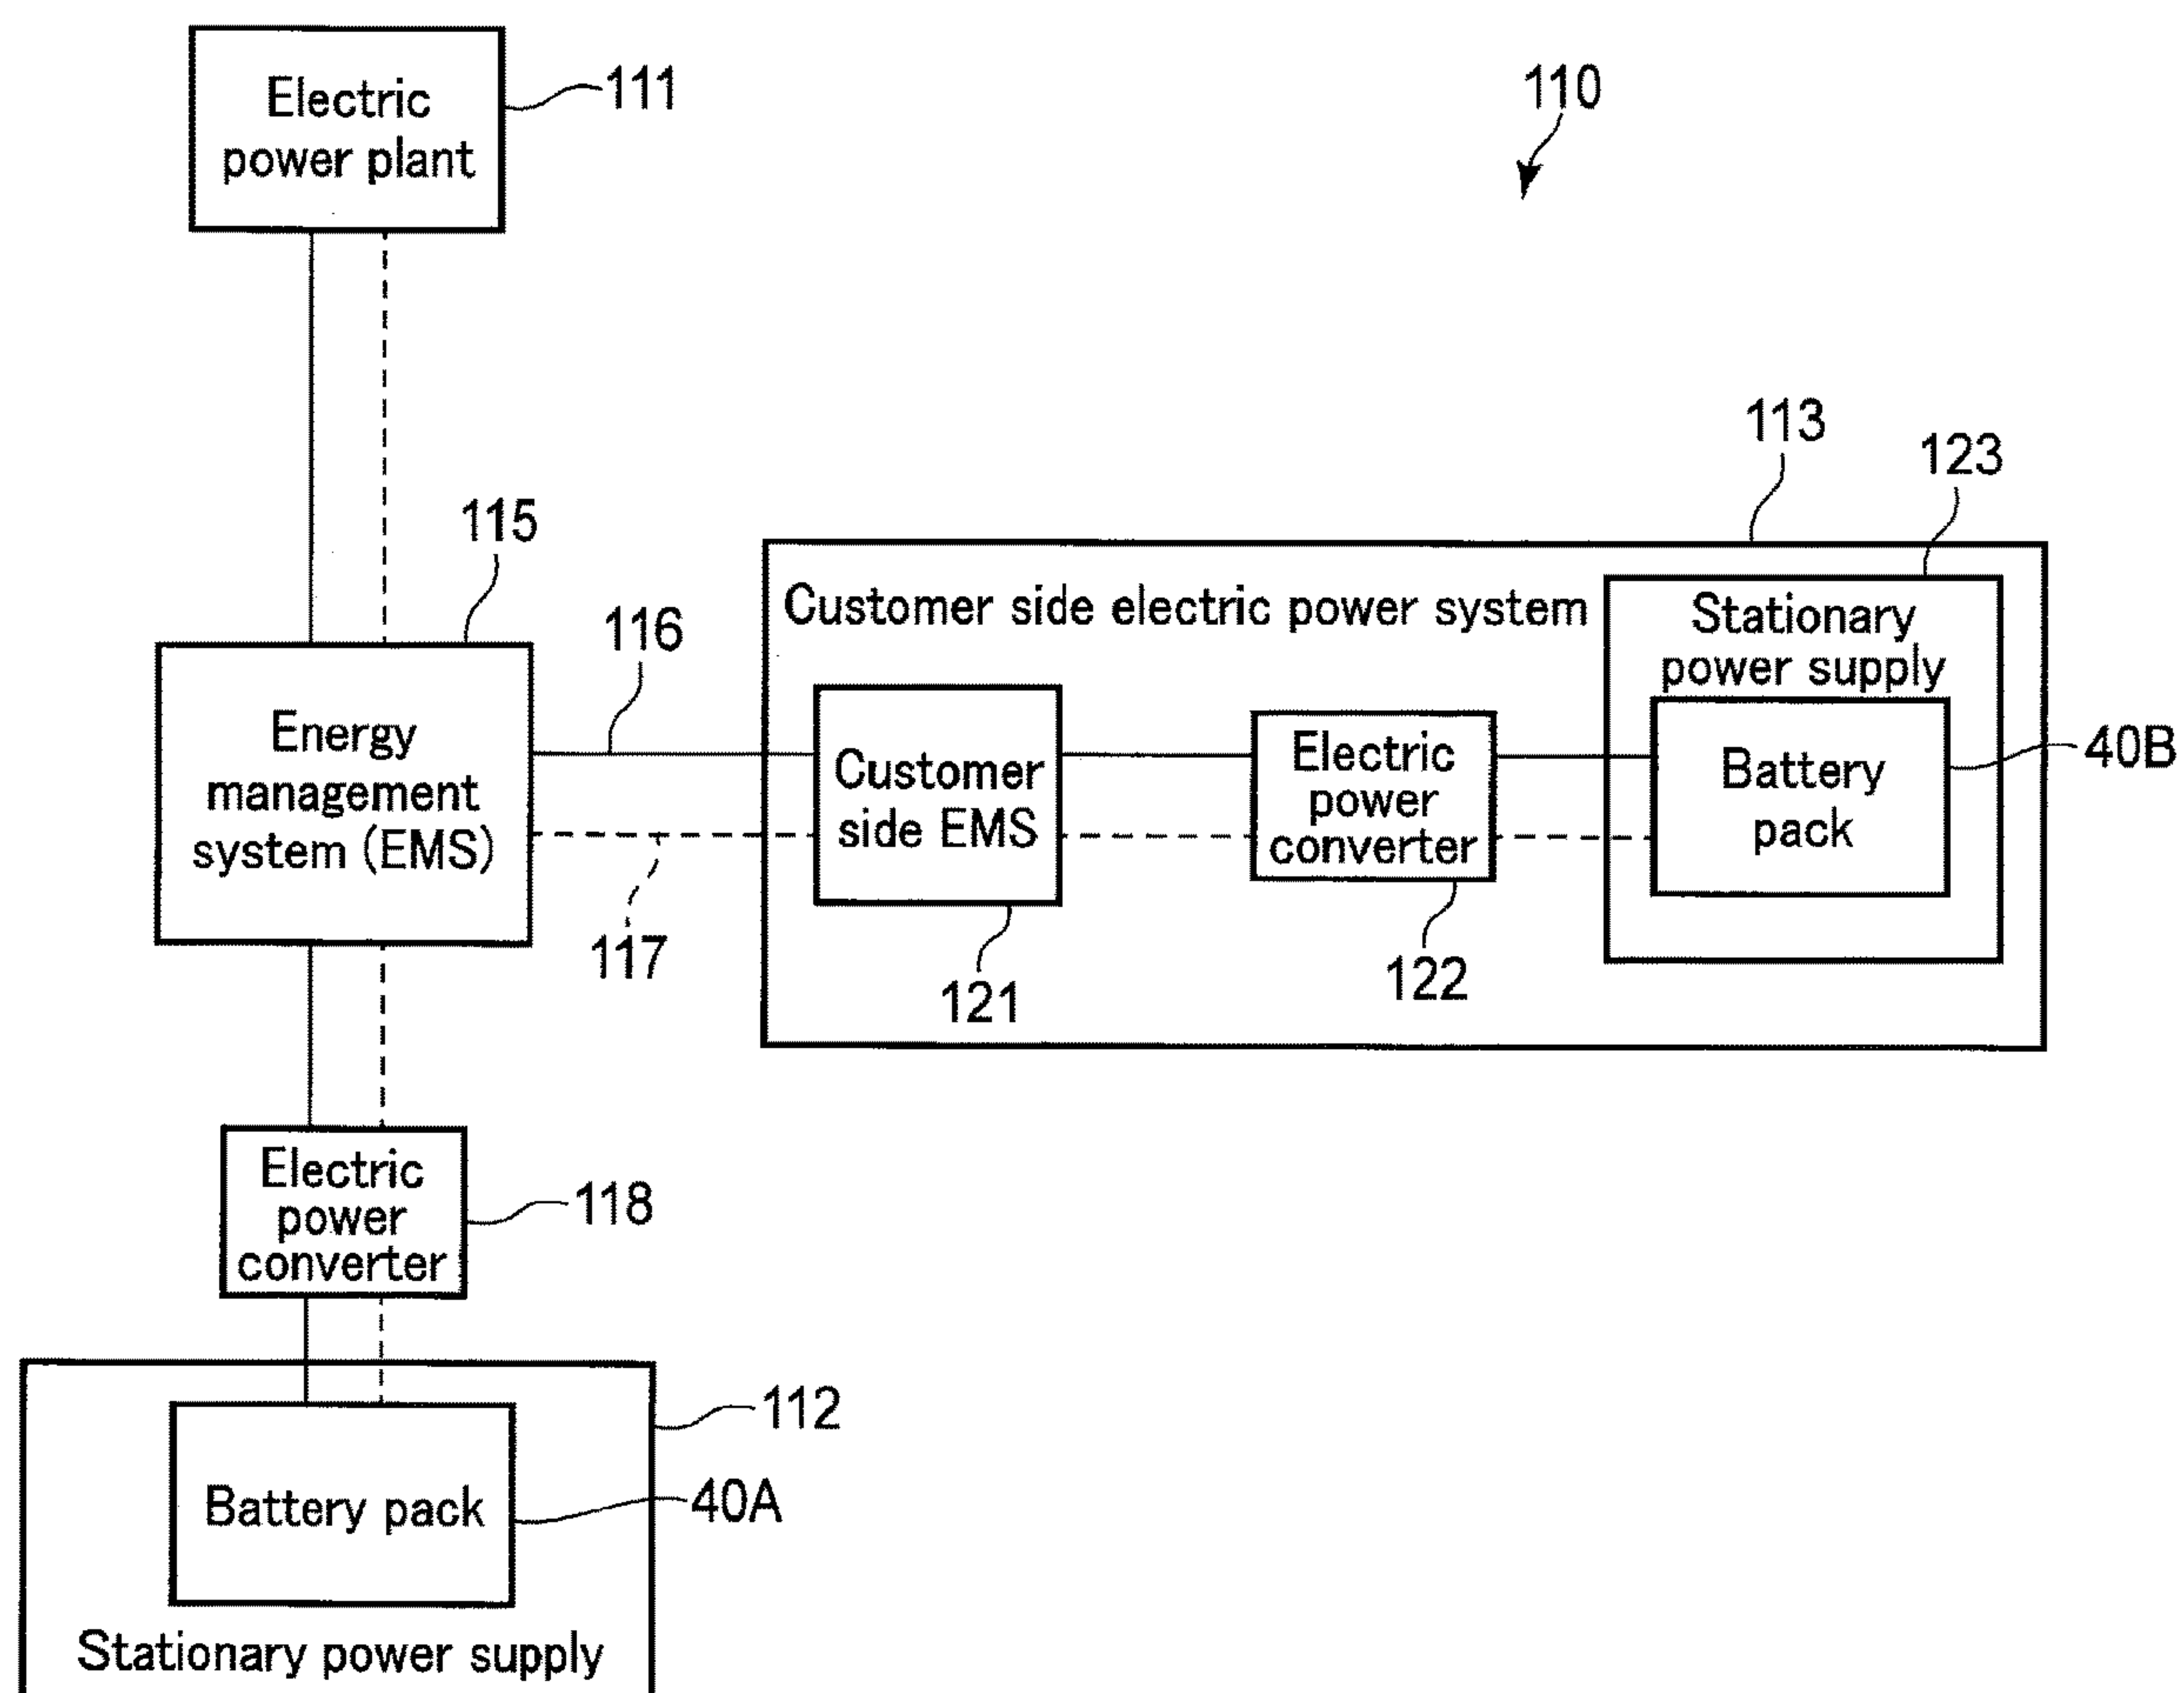 Electric
power plant
111
110
113
123
115
116
Customer side electric power system
Stationary
power supply
Energy
management
system (EMS)
Customer
side EMS
Electric
power
converter
Battery
pack
40B
117
121
122
Electric
power
converter
118
112
Battery pack
40A
Stationary power supply